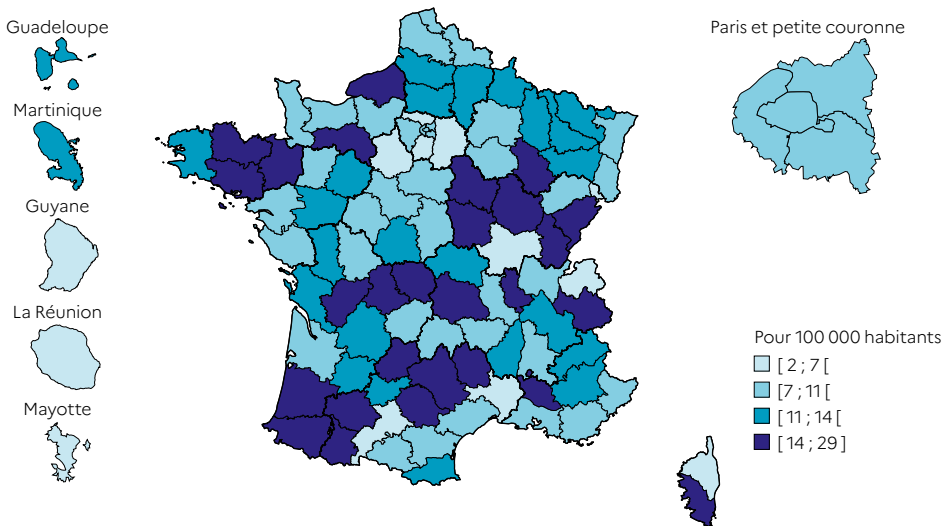 Guadeloupe
Martinique
Guyane
La Réunion
Mayotte
Paris et petite couronne
Pour 100 000 habitants
[ 2 ; 7 [
[7 ; 11 [
[ 11 ; 14 [
[ 14 ; 29 ]